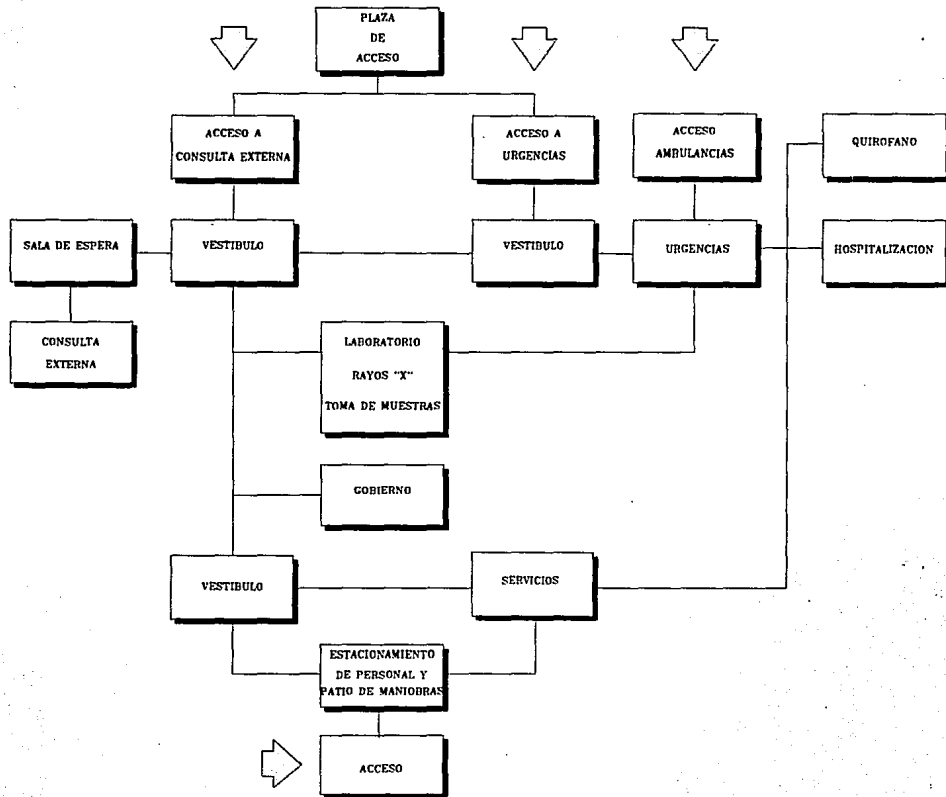 PLAZA
DE
ACCESO
ACCESO A
CONSULTA EXTERNA
ACCESO A
URGENCIAS
ACCESO
AMBULANCIAS
QUIROFANO
SALA DE ESPERA
VESTIBULO
VESTIBULO
URGENCIAS
HOSPITALIZACION
CONSULTA
EXTERNA
LABORATORIO
RAYOS "X"
TOMA DE MUESTRAS
GOBIERNO
VESTIBULO
SERVICIOS
ESTACIONAMIENTO
DE PERSONAL Y
PATIO DE MANIOBRAS
ACCESO